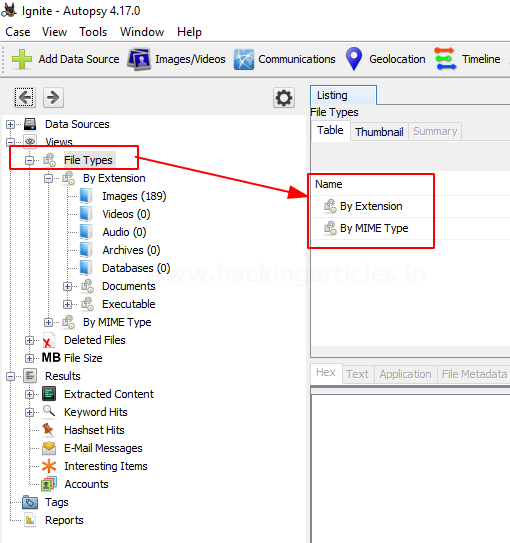 Ignite - Autopsy 4.17.0
Case View Tools Window Help
Add Data Source Images/Videos Communications Geolocation Timeline
Listing
File Types
Table Thumbnail Summary
Name
By Extension
By MIME Type
Data Sources
Views
File Types
By Extension
Images (189)
Videos (0)
Audio (0)
Archives (0)
Databases (0)
Documents
Executable
By MIME Type
Deleted Files
MB File Size
Results
Extracted Content
Keyword Hits
Hashset Hits
E-Mail Messages
Interesting Items
Accounts
Tags
Reports
www.hackingarticles.in
Hex Text Application File Metadata